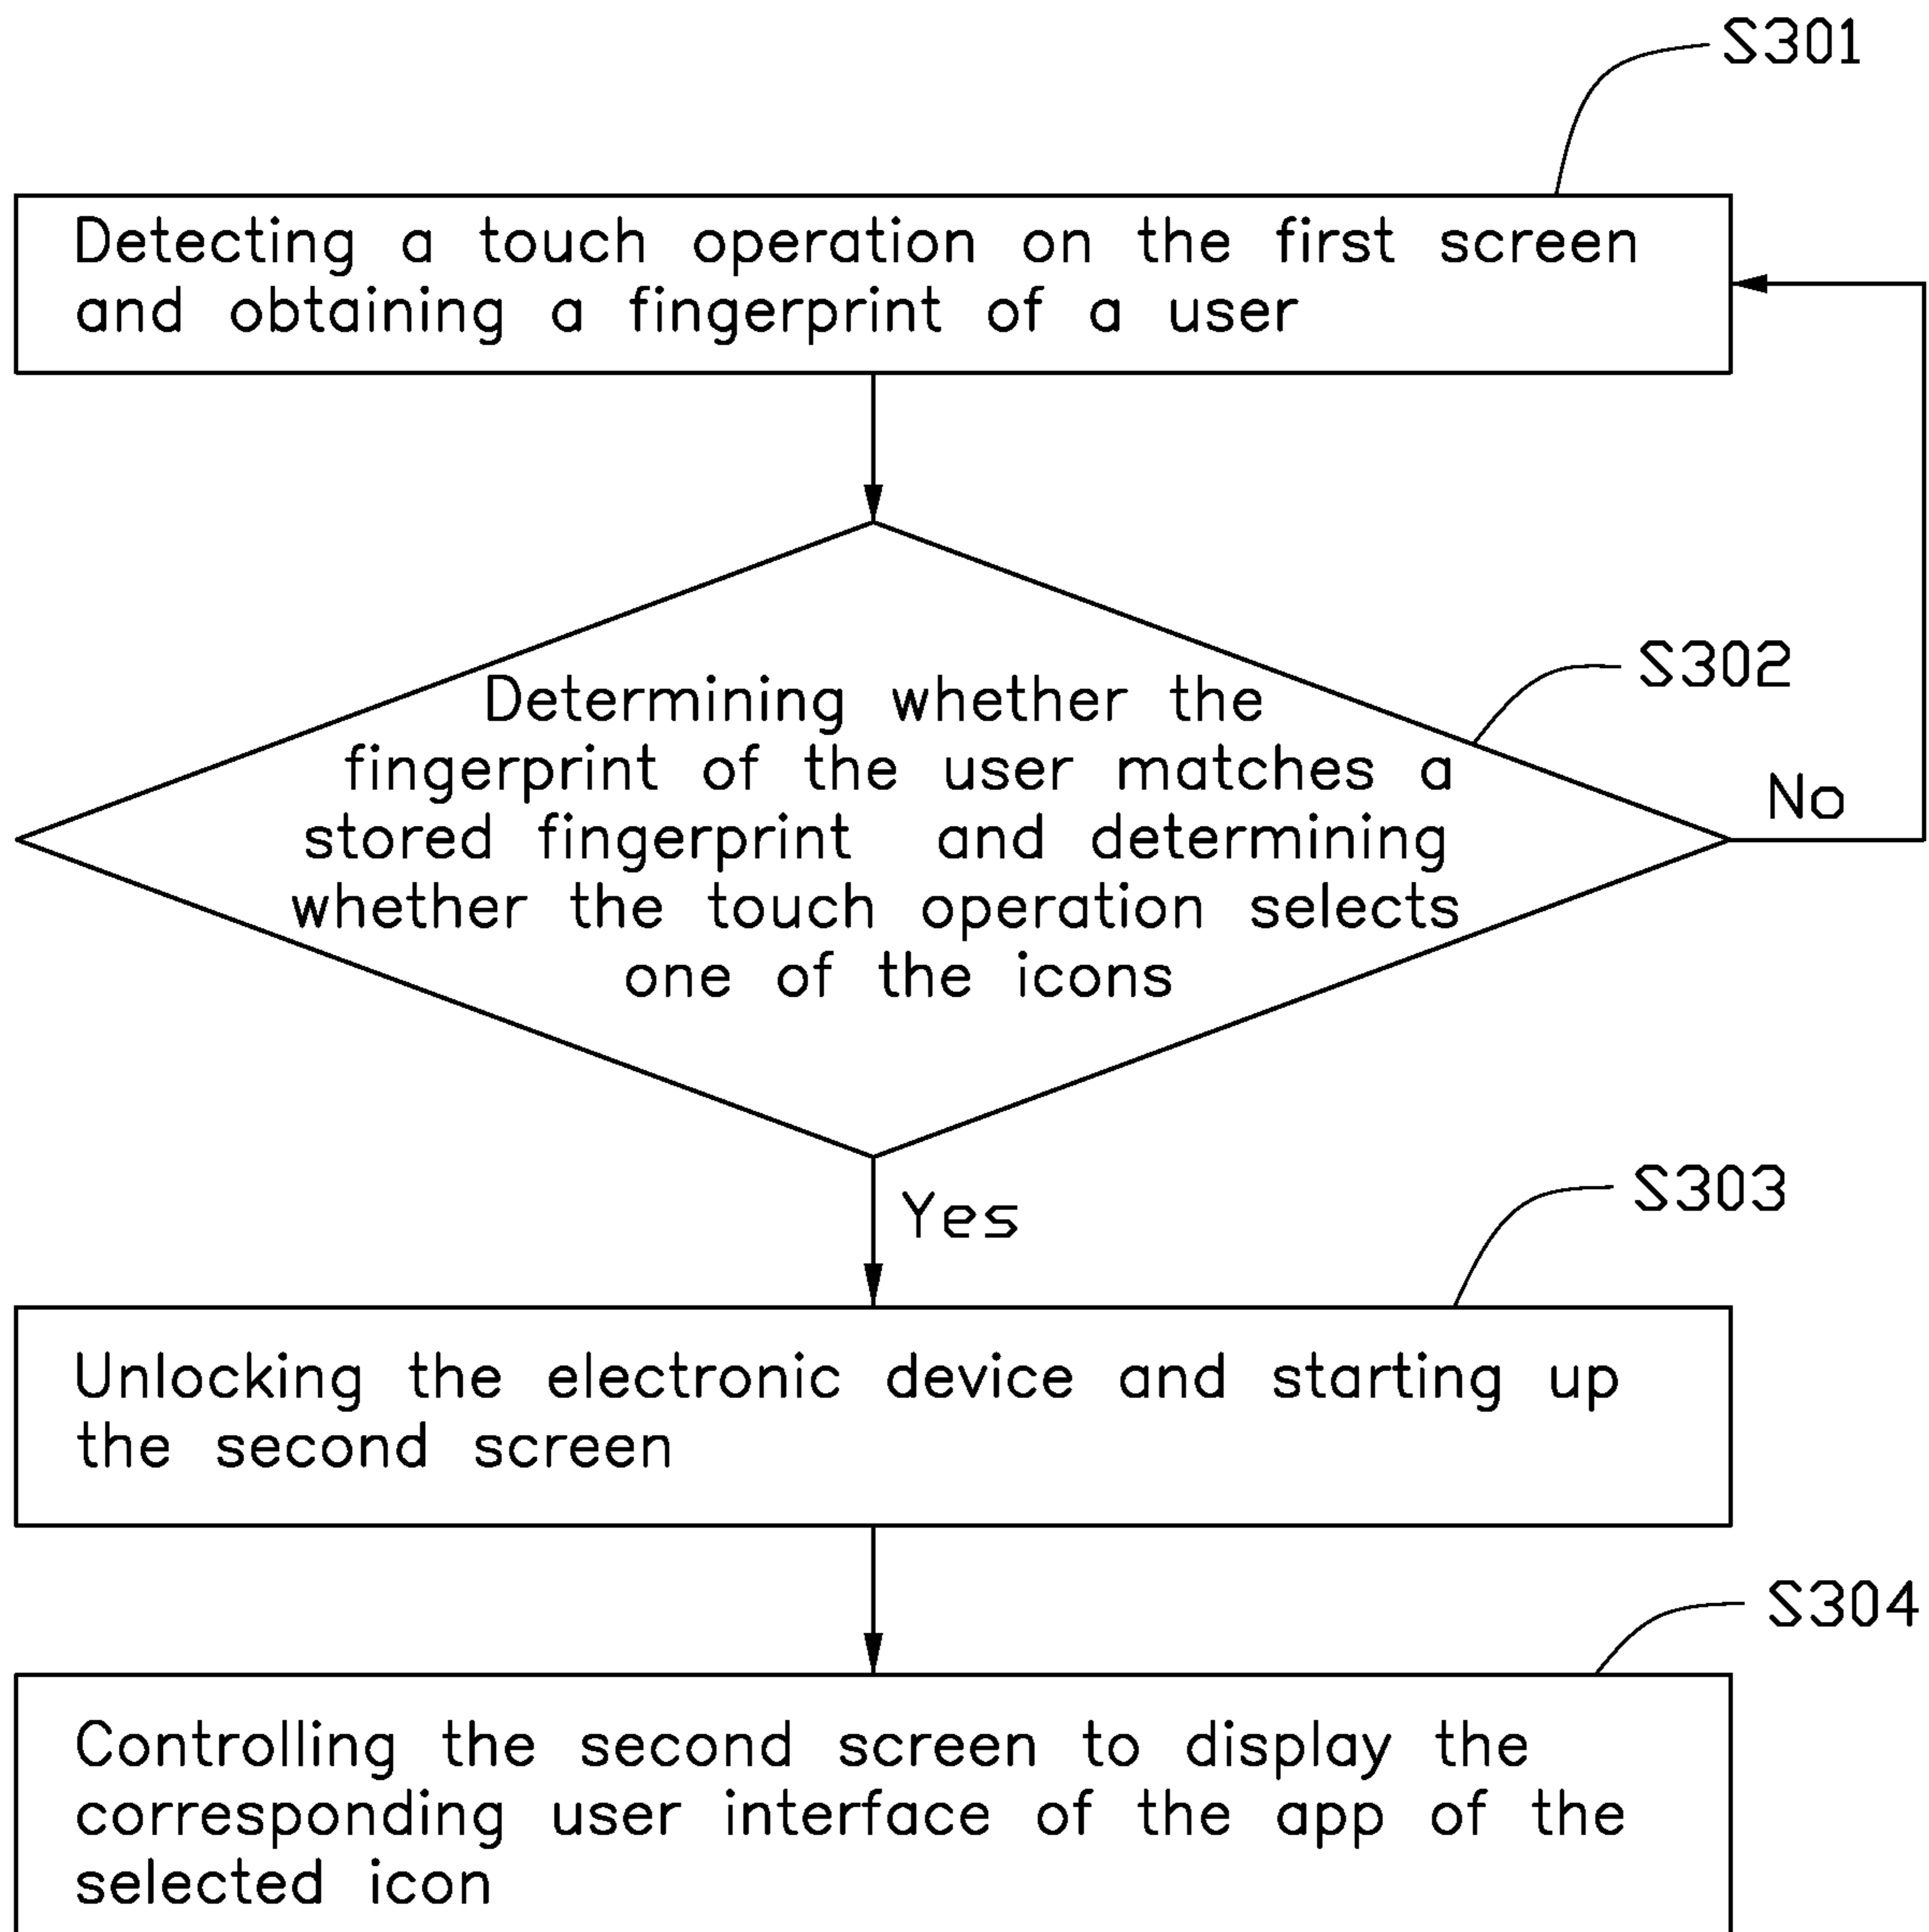 S301
Detecting a touch operation on the first screen
and obtaining a fingerprint of a user
S302
Determining whether the
fingerprint of the user matches a
stored fingerprint and determining
whether the touch operation selects
one of the icons
No
Yes
S303
Unlocking the electronic device and starting up
the second screen
S304
Controlling the second screen to display the
corresponding user interface of the app of the
selected icon